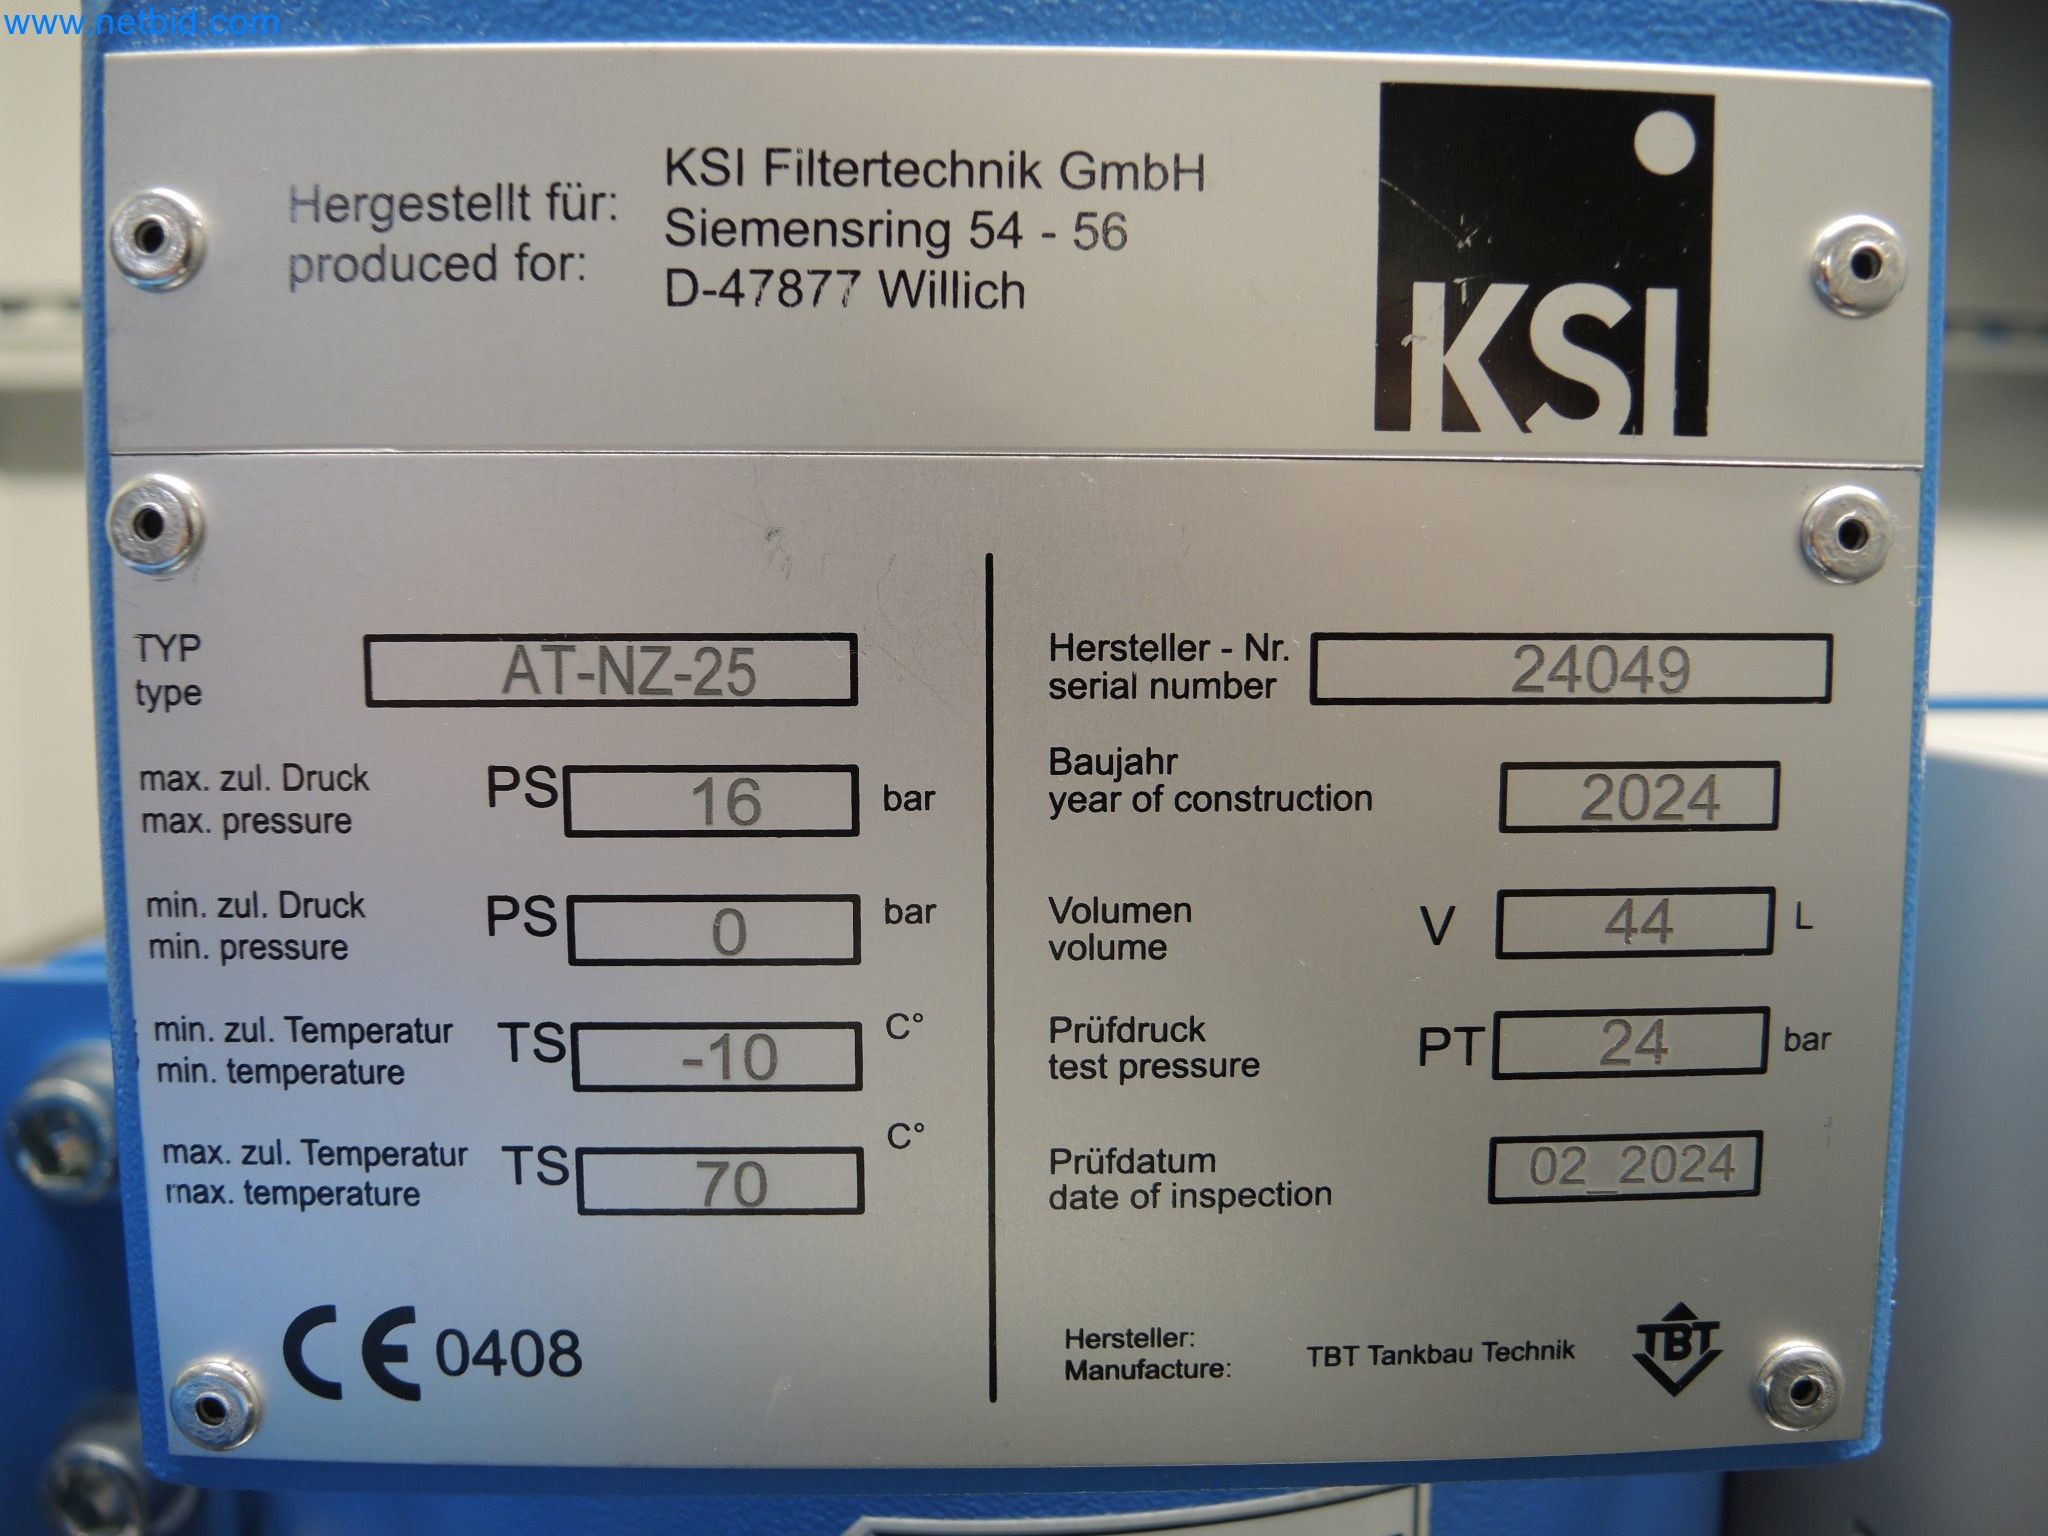 www.netbid.com
Hergestellt für:
produced for:
KSI Filtertechnik GmbH
Siemensring 54 - 56
D-47877 Willich
KSI
TYP
type
AT-NZ-25
max. zul. Druck
max. pressure
PS 16 bar
min. zul. Druck
min. pressure
PS 0 bar
min. zul. Temperatur
min. temperature
TS -10 C°
max. zul. Temperatur
max. temperature
TS 70 C°
CE 0408
Hersteller - Nr.
serial number
24049
Baujahr
year of construction
2024
Volumen
volume
V 44 L
Prüfdruck
test pressure
PT 24 bar
Prüfdatum
date of inspection
02_2024
Hersteller:
Manufacture:
TBT Tankbau Technik
TBT